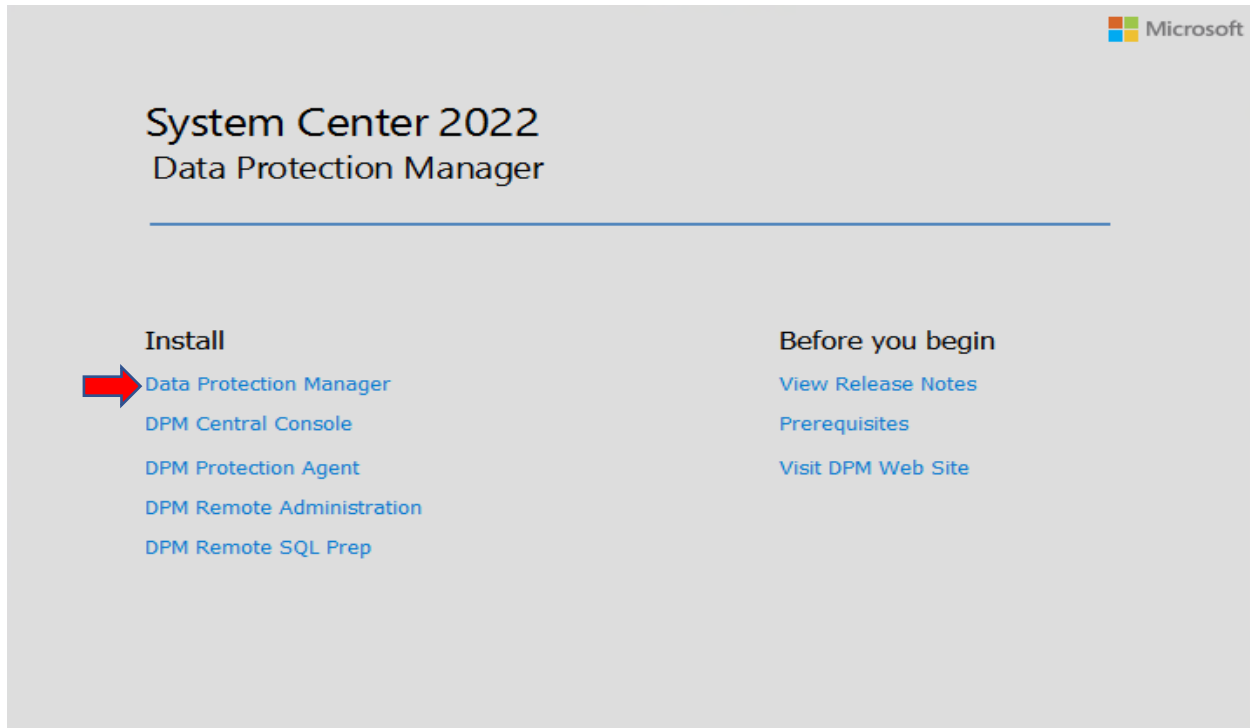 Microsoft
System Center 2022
Data Protection Manager
Install
Data Protection Manager
DPM Central Console
DPM Protection Agent
DPM Remote Administration
DPM Remote SQL Prep
Before you begin
View Release Notes
Prerequisites
Visit DPM Web Site